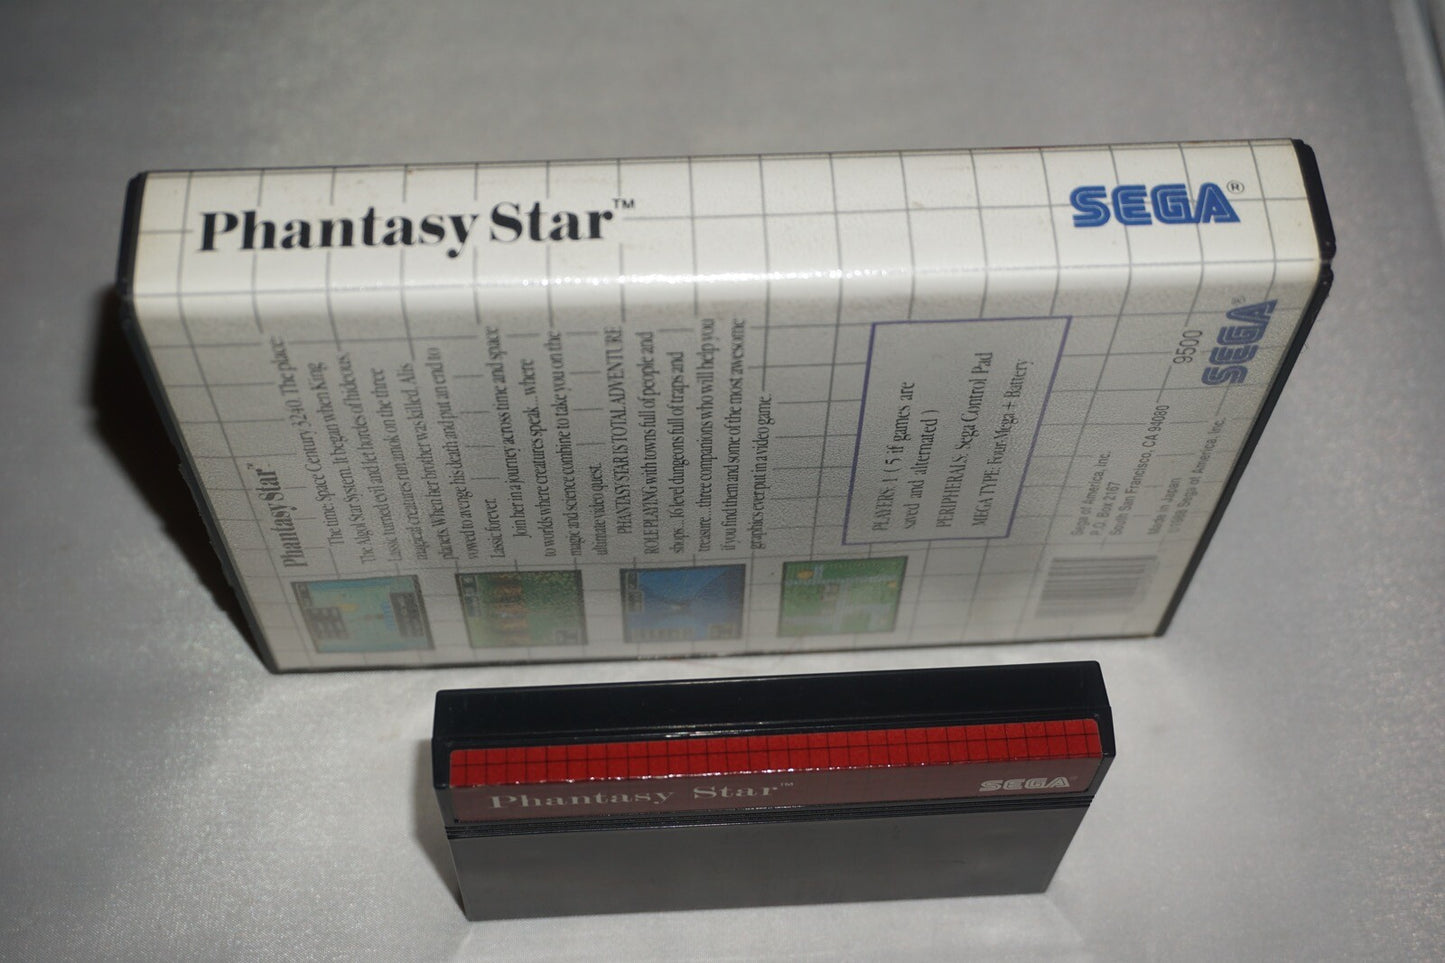 Phantasy Star™
SEGA®
Phantasy Star™
The time: Space Century 3240. The place:
The Algol Star System. It began when King
Lassic turned evil and let hordes of hideous,
magical creatures run amok on the three
planets. When her brother was killed, Alis
vowed to avenge his death and put an end to
Lassic forever.
Join her in a journey across time and space
to worlds where creatures speak...where
magic and science combine to take you on the
ultimate video quest.
PHANTASY STAR IS TOTAL ADVENTURE
ROLE PLAYING with towns full of people and
shops...16 level dungeons full of traps and
treasure...three companions who will help you
if you find them and some of the most awesome
graphics ever put in a video game.
PLAYERS: 1 ( 5 if games are
saved and alternated )
PERIPHERALS: Sega Control Pad
MEGA TYPE: Four-Mega + Battery
Sega of America, Inc.
P.O. Box 2167
South San Francisco, CA 94080
Made in Japan.
1988 Sega of America, Inc.
9500
SEGA®
Phantasy Star™
SEGA®